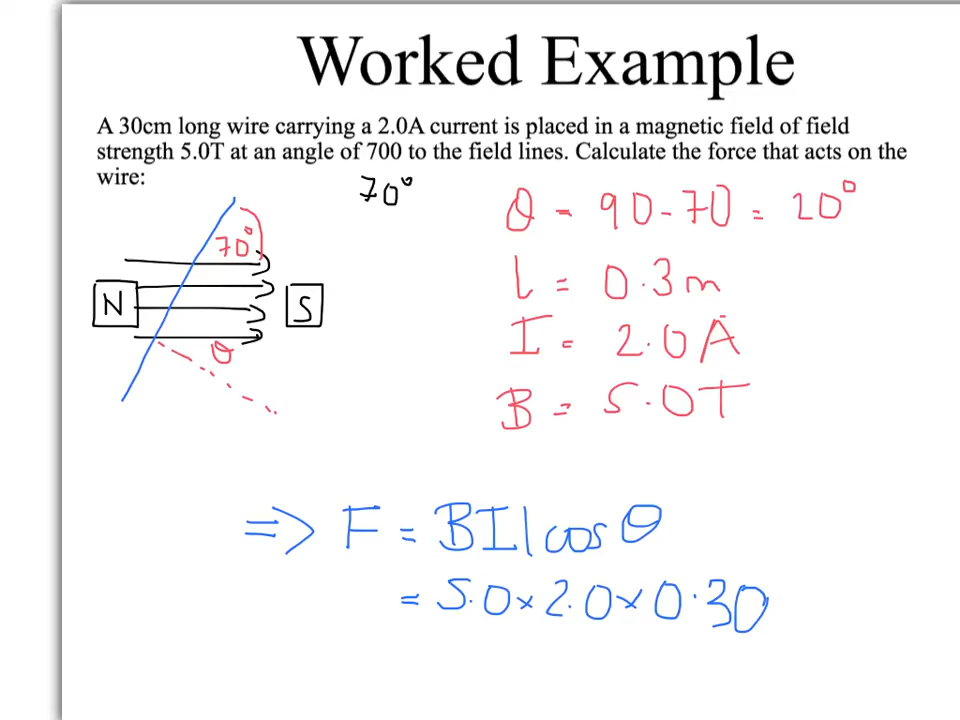 Worked Example
A 30cm long wire carrying a 2.0A current is placed in a magnetic field of field
strength 5.0T at an angle of 700 to the field lines. Calculate the force that acts on the
wire:
70°
θ = 90-70 = 20°
70°
l = 0.3m
N
S
I = 2.0A
θ
B = 5.0T
=> F = BIl cos θ
= 5.0 x 2.0 x 0.30